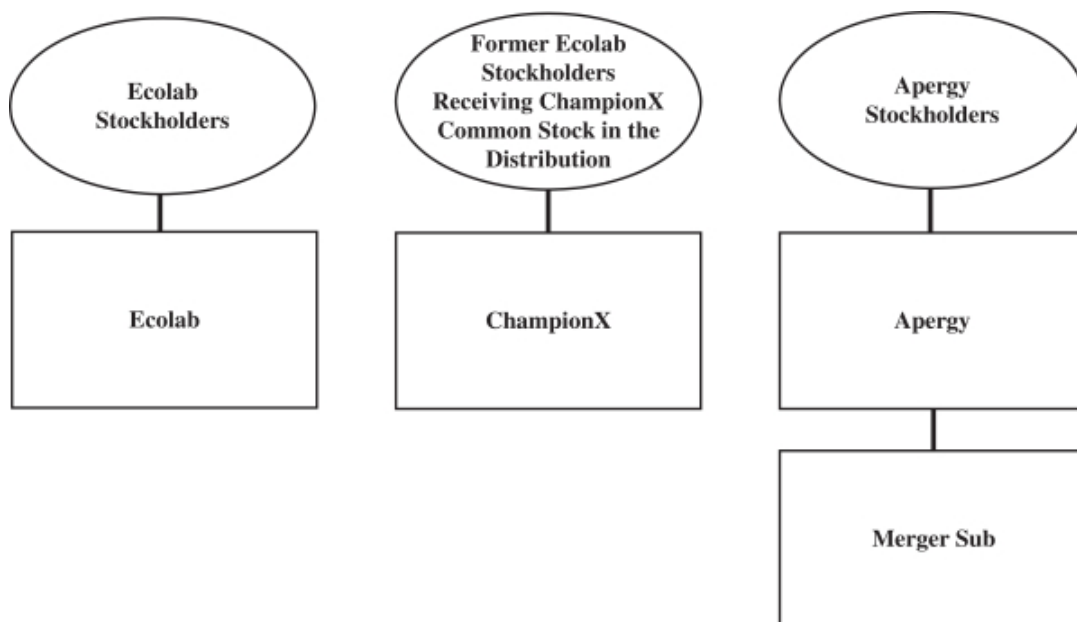 Ecolab
Stockholders
Former Ecolab
Stockholders
Receiving ChampionX
Common Stock in the
Distribution
Apergy
Stockholders
Ecolab
ChampionX
Apergy
Merger Sub